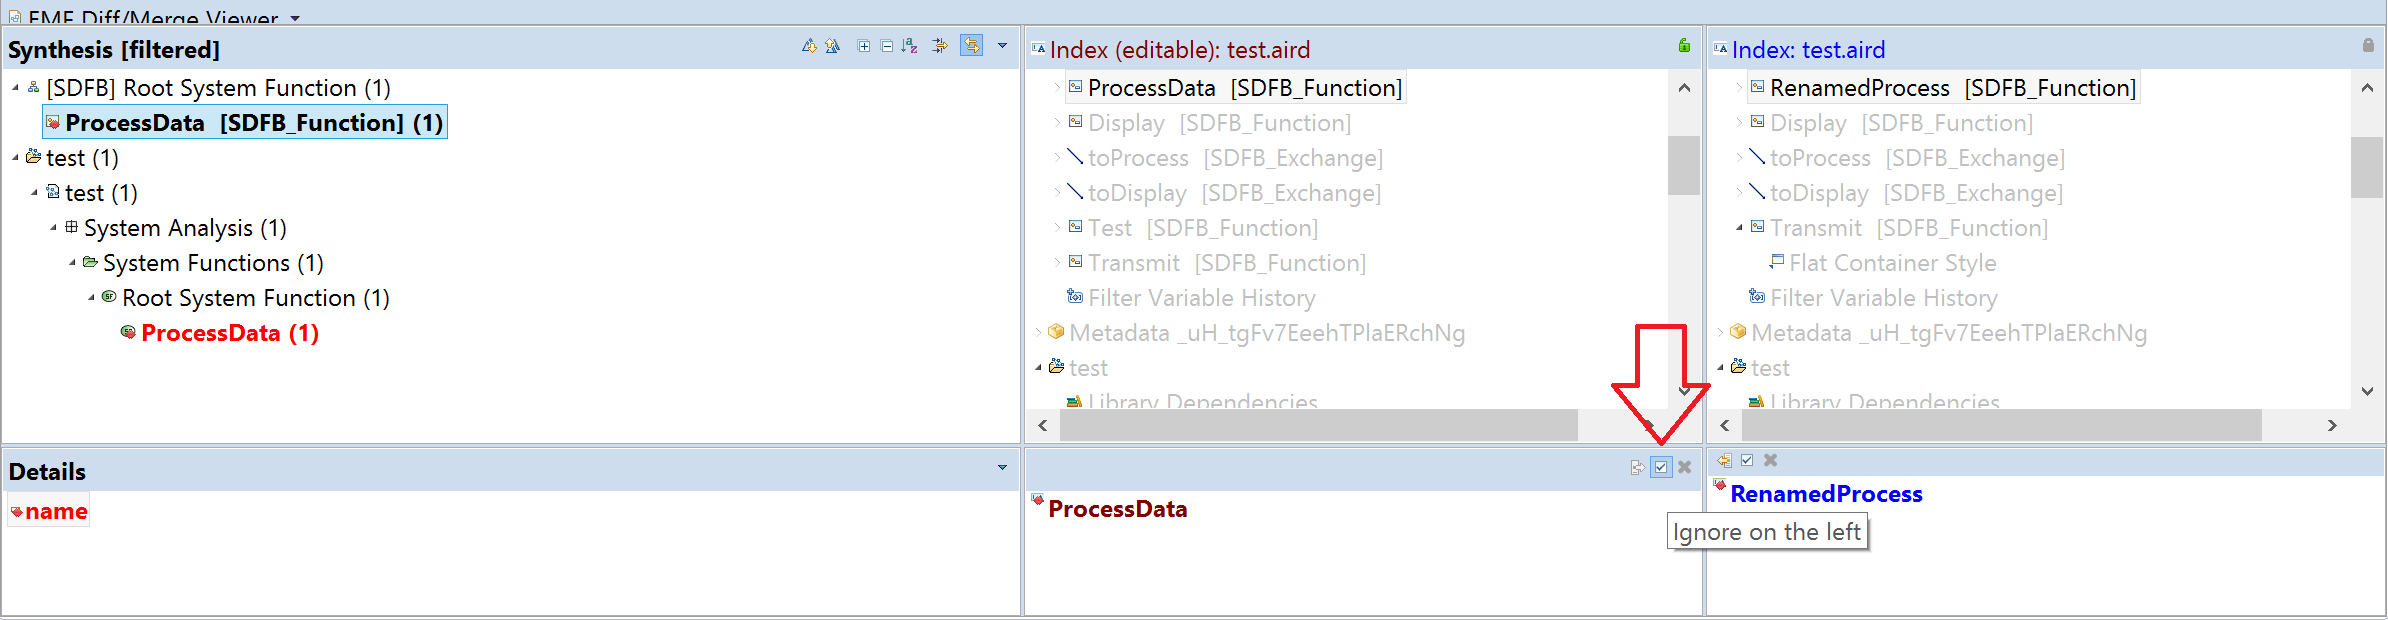 EMF Diff/Merge Viewer
Synthesis [filtered]
[SDFB] Root System Function (1)
ProcessData [SDFB_Function] (1)
test (1)
test (1)
System Analysis (1)
System Functions (1)
Root System Function (1)
ProcessData (1)
Index (editable): test.aird
ProcessData [SDFB_Function]
Display [SDFB_Function]
toProcess [SDFB_Exchange]
toDisplay [SDFB_Exchange]
Test [SDFB_Function]
Transmit [SDFB_Function]
Filter Variable History
Metadata _uH_tgFv7EeehTPlaERchNg
test
Library Dependencies
Index: test.aird
RenamedProcess [SDFB_Function]
Display [SDFB_Function]
toProcess [SDFB_Exchange]
toDisplay [SDFB_Exchange]
Transmit [SDFB_Function]
Flat Container Style
Filter Variable History
Metadata _uH_tgFv7EeehTPlaERchNg
test
Library Dependencies
Details
name
ProcessData
RenamedProcess
Ignore on the left